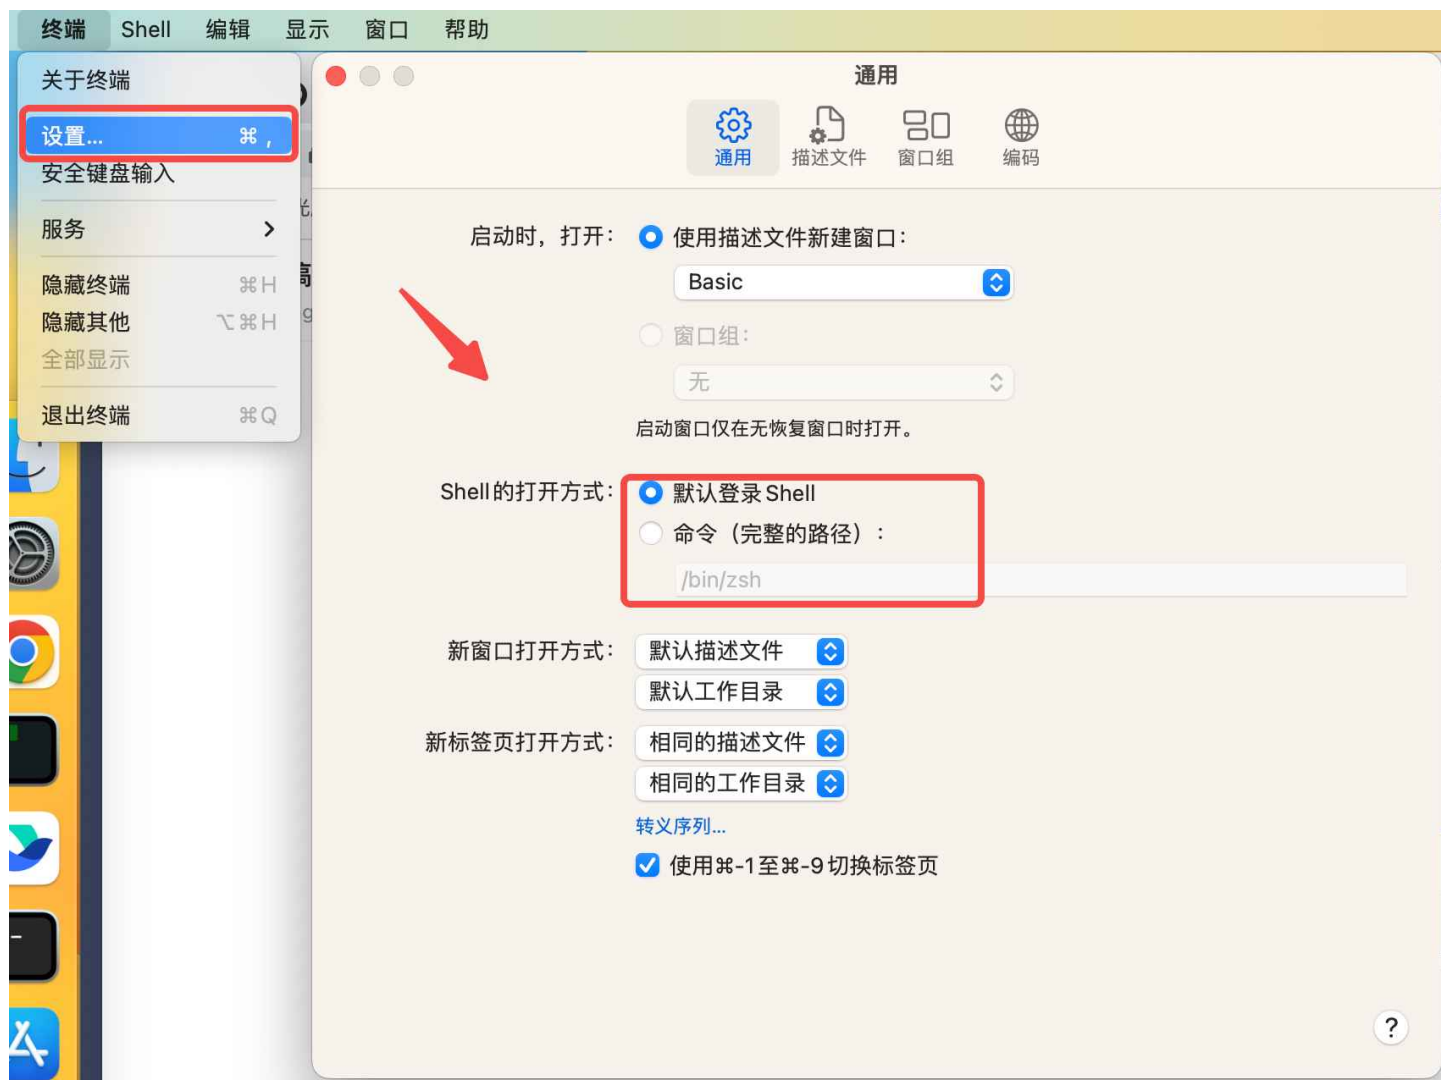 终端 Shell 编辑 显示 窗口 帮助
关于终端
设置... ⌘ ,
安全键盘输入
服务
隐藏终端 ⌘H
隐藏其他 ⌥⌘H
全部显示
退出终端 ⌘Q
通用
通用 描述文件 窗口组 编码
启动时，打开： 使用描述文件新建窗口：
Basic
窗口组：
无
启动窗口仅在无恢复窗口时打开。
Shell的打开方式： 默认登录 Shell
命令（完整的路径）：
/bin/zsh
新窗口打开方式： 默认描述文件
默认工作目录
新标签页打开方式： 相同的描述文件
相同的工作目录
转义序列...
使用⌘-1至⌘-9切换标签页
?